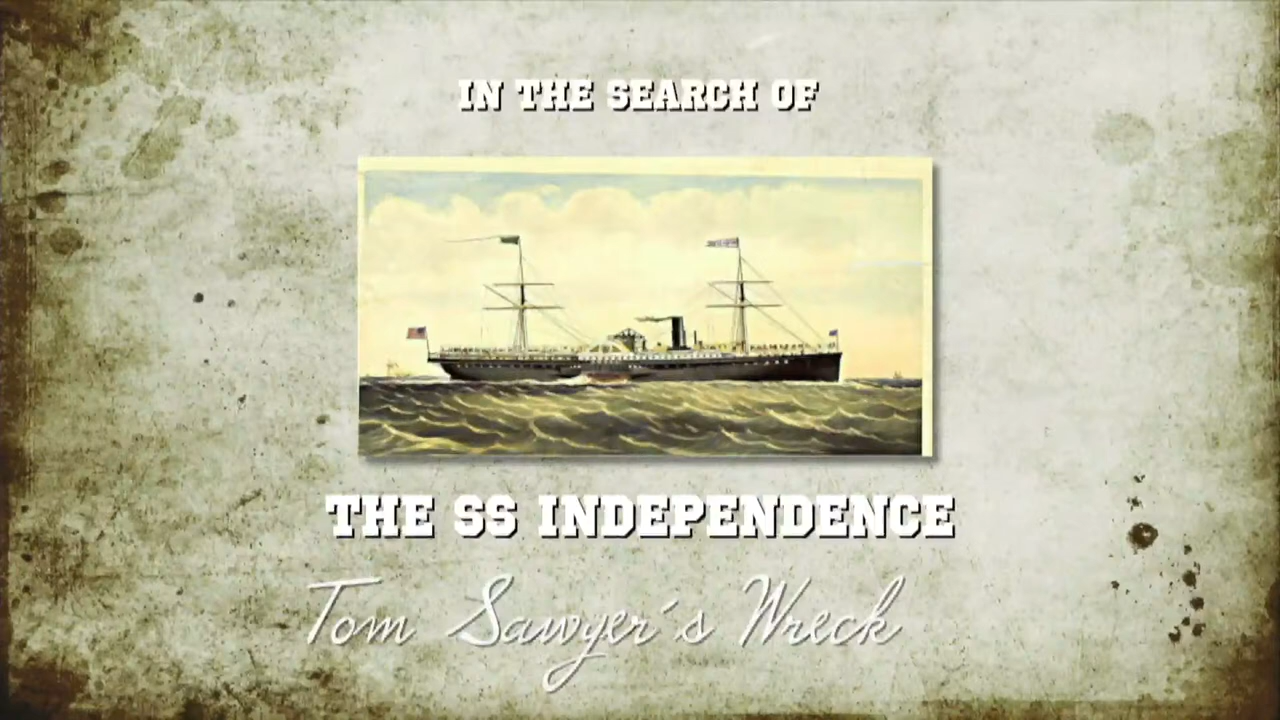 IN THE SEARCH OF
THE SS INDEPENDENCE
Tom Sawyer´s Wreck